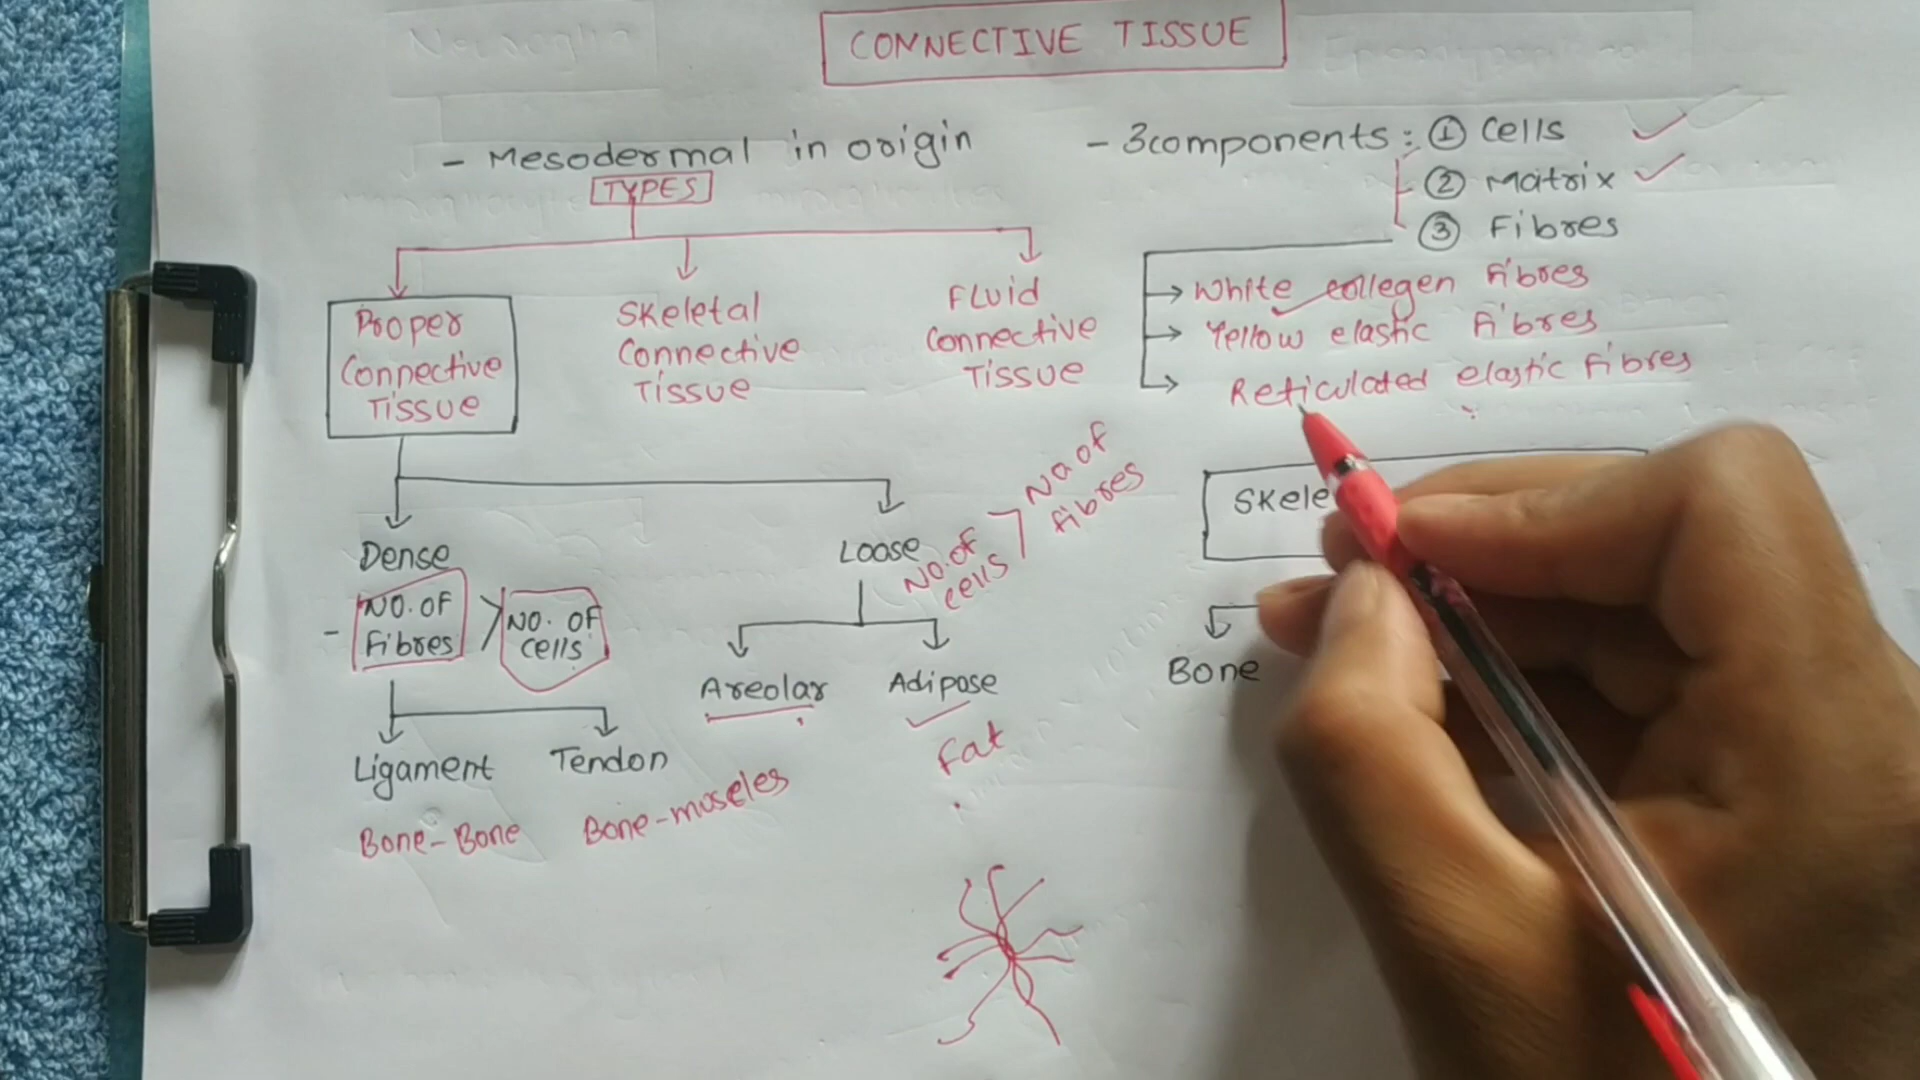 CONNECTIVE TISSUE
- Mesodermal in origin
- 3components : ① cells
② Matrix
③ Fibres
TYPES
White collegen fibres
Yellow elastic fibres
Reticulated elastic fibres
Proper
Connective
Tissue
Skeletal
Connective
Tissue
Fluid
Connective
Tissue
Dense
- NO. OF
Fibres
> NO. OF
cells
Ligament
Tendon
Bone-Bone
Bone-muscles
Loose
NO. OF
cells
> No. of
fibres
Areolar
Adipose
Fat
Skele
Bone